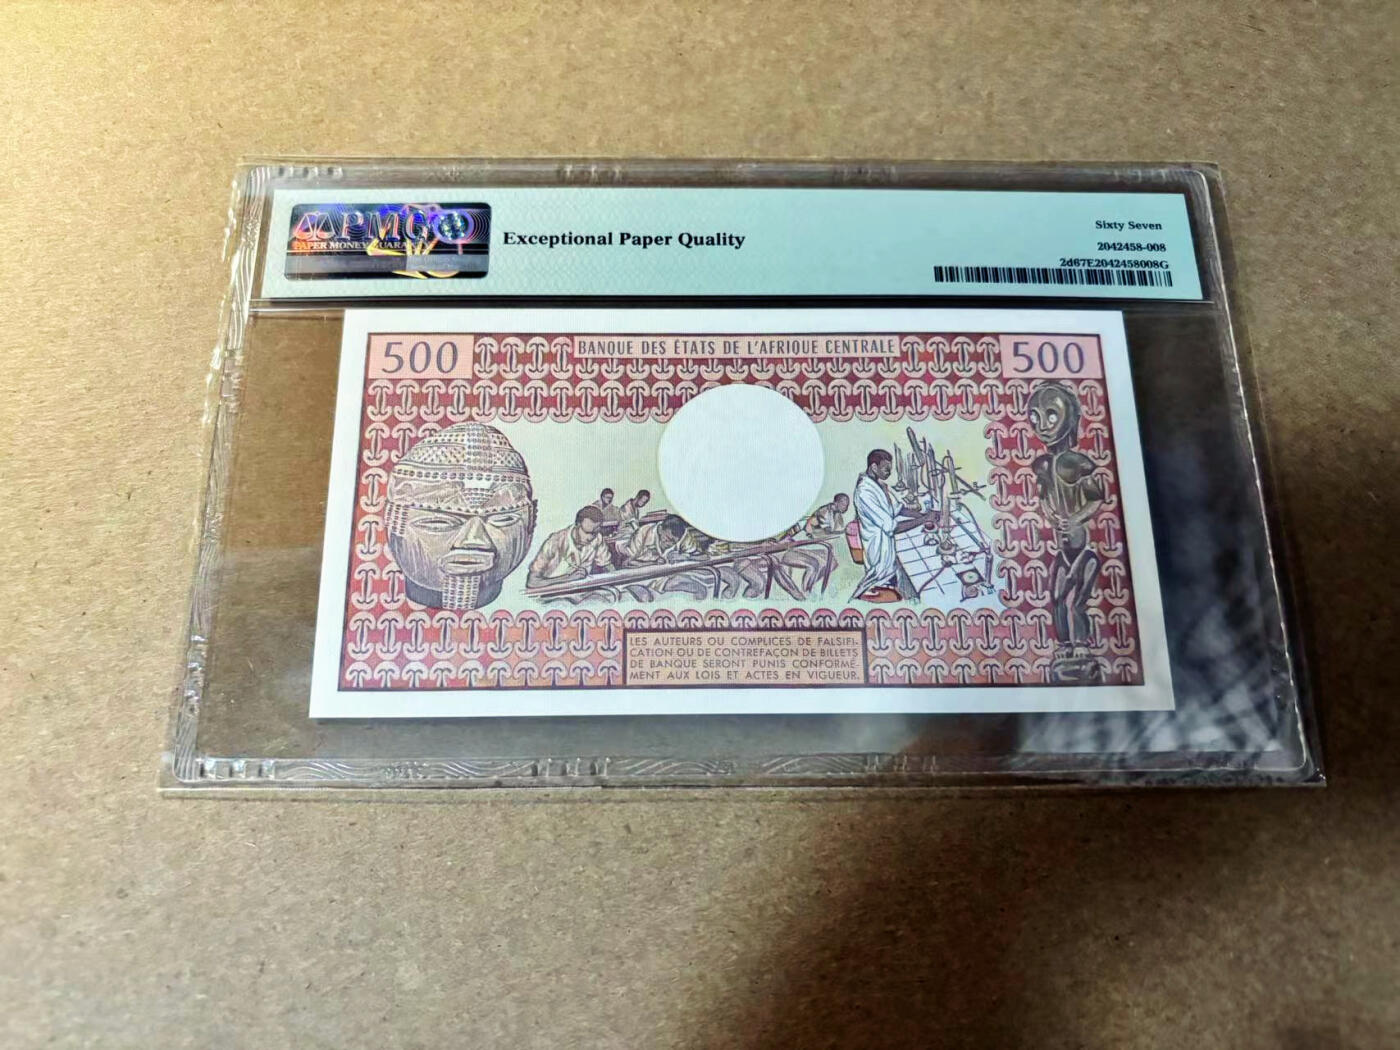 PMG
PAPER MONEY GUARANTY
Exceptional Paper Quality
Sixty Seven
2042458-008
2d67E2042458008G
500
BANQUE DES ÉTATS DE L'AFRIQUE CENTRALE
500
LES AUTEURS OU COMPLICES DE FALSIFI-
CATION OU DE CONTREFAÇON DE BILLETS
DE BANQUE SERONT PUNIS CONFORMÉ-
MENT AUX LOIS ET ACTES EN VIGUEUR.